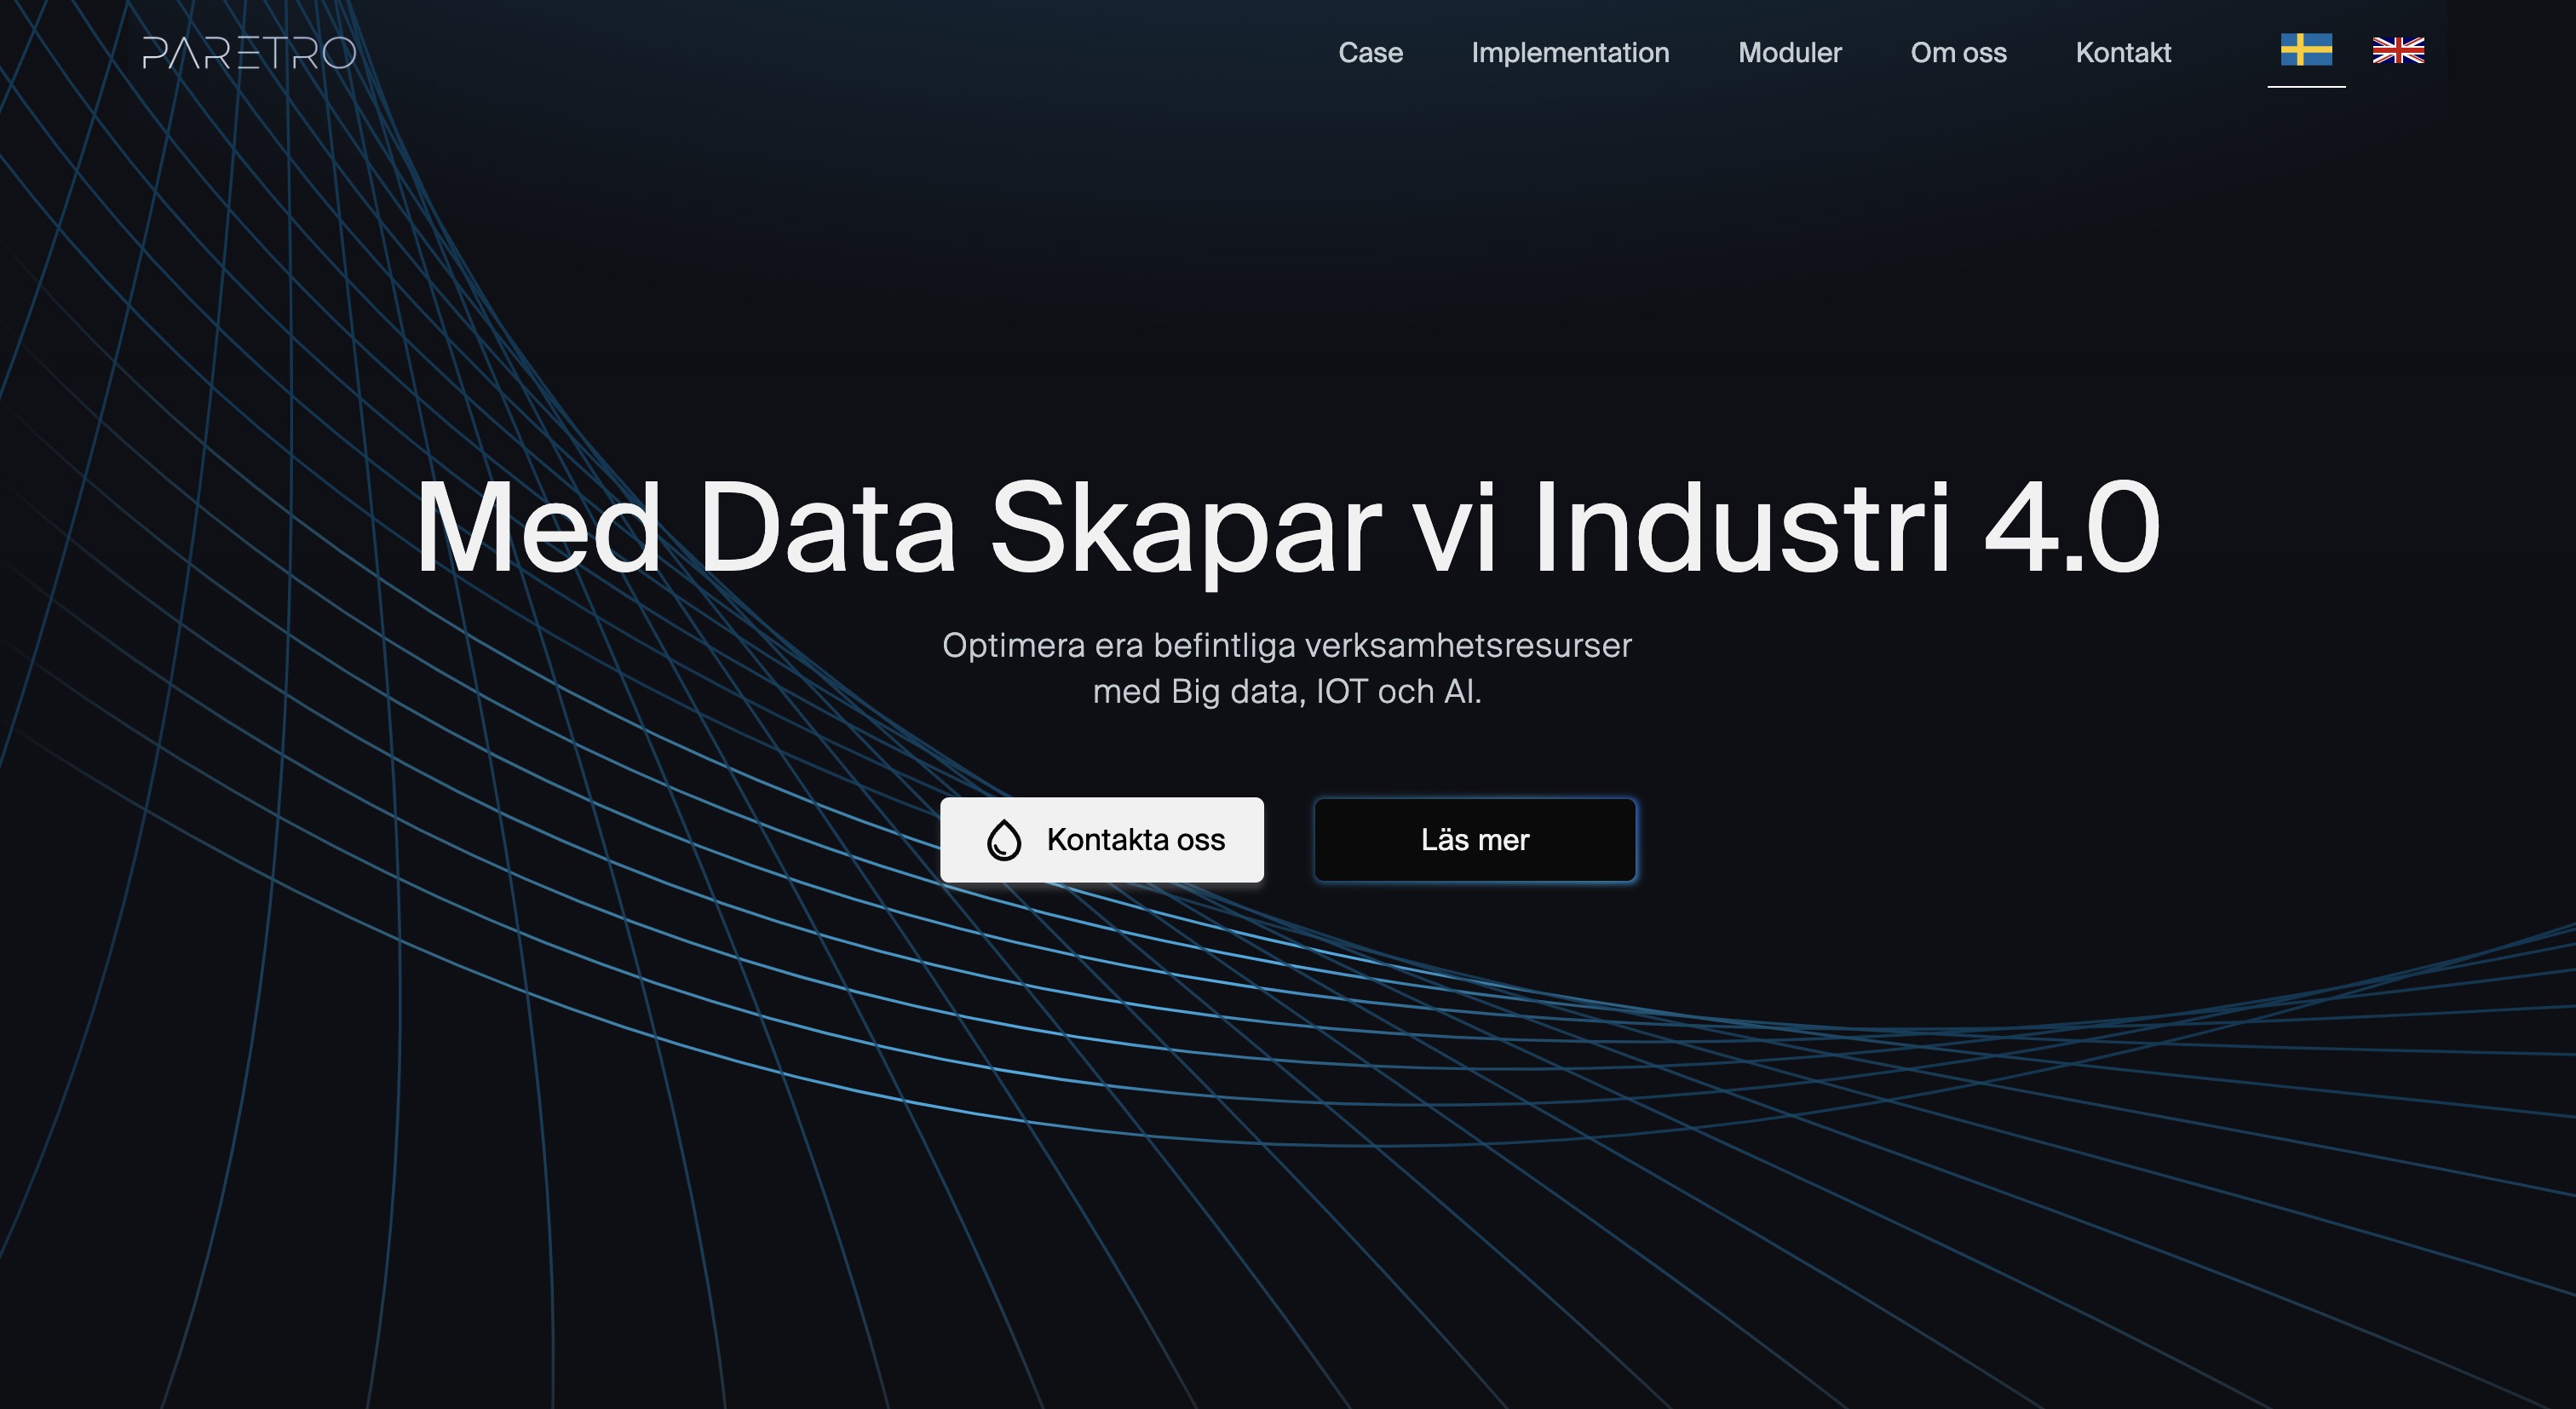 PARETRO
Case Implementation Moduler Om oss Kontakt
Med Data Skapar vi Industri 4.0
Optimera era befintliga verksamhetsresurser
med Big data, IOT och AI.
Kontakta oss
Läs mer